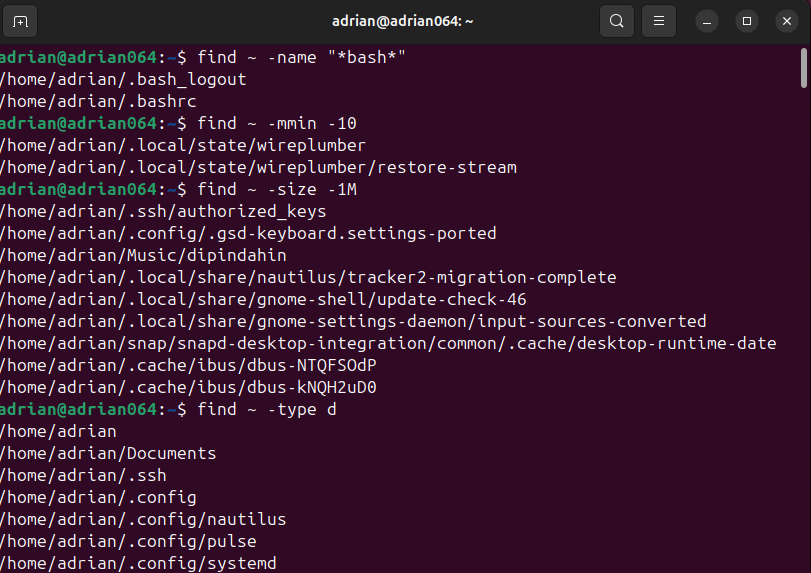 adrian@adrian064: ~
adrian@adrian064:~$ find ~ -name "*bash*"
/home/adrian/.bash_logout
/home/adrian/.bashrc
adrian@adrian064:~$ find ~ -mmin -10
/home/adrian/.local/state/wireplumber
/home/adrian/.local/state/wireplumber/restore-stream
adrian@adrian064:~$ find ~ -size -1M
/home/adrian/.ssh/authorized_keys
/home/adrian/.config/.gsd-keyboard.settings-ported
/home/adrian/Music/dipindahin
/home/adrian/.local/share/nautilus/tracker2-migration-complete
/home/adrian/.local/share/gnome-shell/update-check-46
/home/adrian/.local/share/gnome-settings-daemon/input-sources-converted
/home/adrian/snap/snapd-desktop-integration/common/.cache/desktop-runtime-date
/home/adrian/.cache/ibus/dbus-NTQFSOdP
/home/adrian/.cache/ibus/dbus-kNQH2uD0
adrian@adrian064:~$ find ~ -type d
/home/adrian
/home/adrian/Documents
/home/adrian/.ssh
/home/adrian/.config
/home/adrian/.config/nautilus
/home/adrian/.config/pulse
/home/adrian/.config/systemd